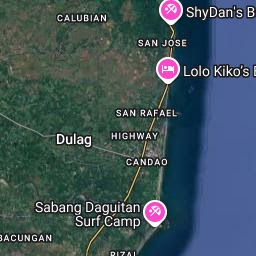 ShyDan's B
CALUBIAN
SAN JOSE
Lolo Kiko's B
SAN RAFAEL
HIGHWAY
Dulag
CANDAO
Sabang Daguitan
Surf Camp
BACUNGAN
RIZAL